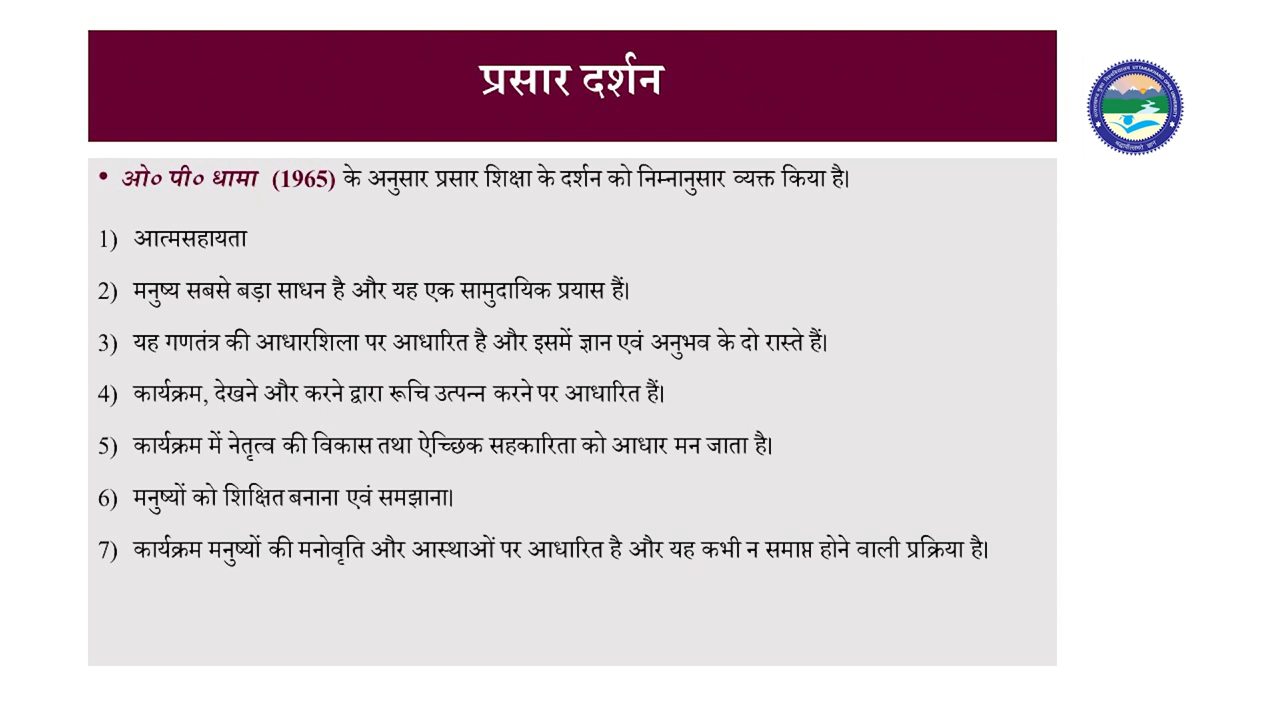 प्रसार दर्शन
• ओ० पी० धामा (1965) के अनुसार प्रसार शिक्षा के दर्शन को निम्नानुसार व्यक्त किया है।
1) आत्मसहायता
2) मनुष्य सबसे बड़ा साधन है और यह एक सामुदायिक प्रयास हैं।
3) यह गणतंत्र की आधारशिला पर आधारित है और इसमें ज्ञान एवं अनुभव के दो रास्ते हैं।
4) कार्यक्रम, देखने और करने द्वारा रूचि उत्पन्न करने पर आधारित हैं।
5) कार्यक्रम में नेतृत्व की विकास तथा ऐच्छिक सहकारिता को आधार मन जाता है।
6) मनुष्यों को शिक्षित बनाना एवं समझाना।
7) कार्यक्रम मनुष्यों की मनोवृति और आस्थाओं पर आधारित है और यह कभी न समाप्त होने वाली प्रक्रिया है।